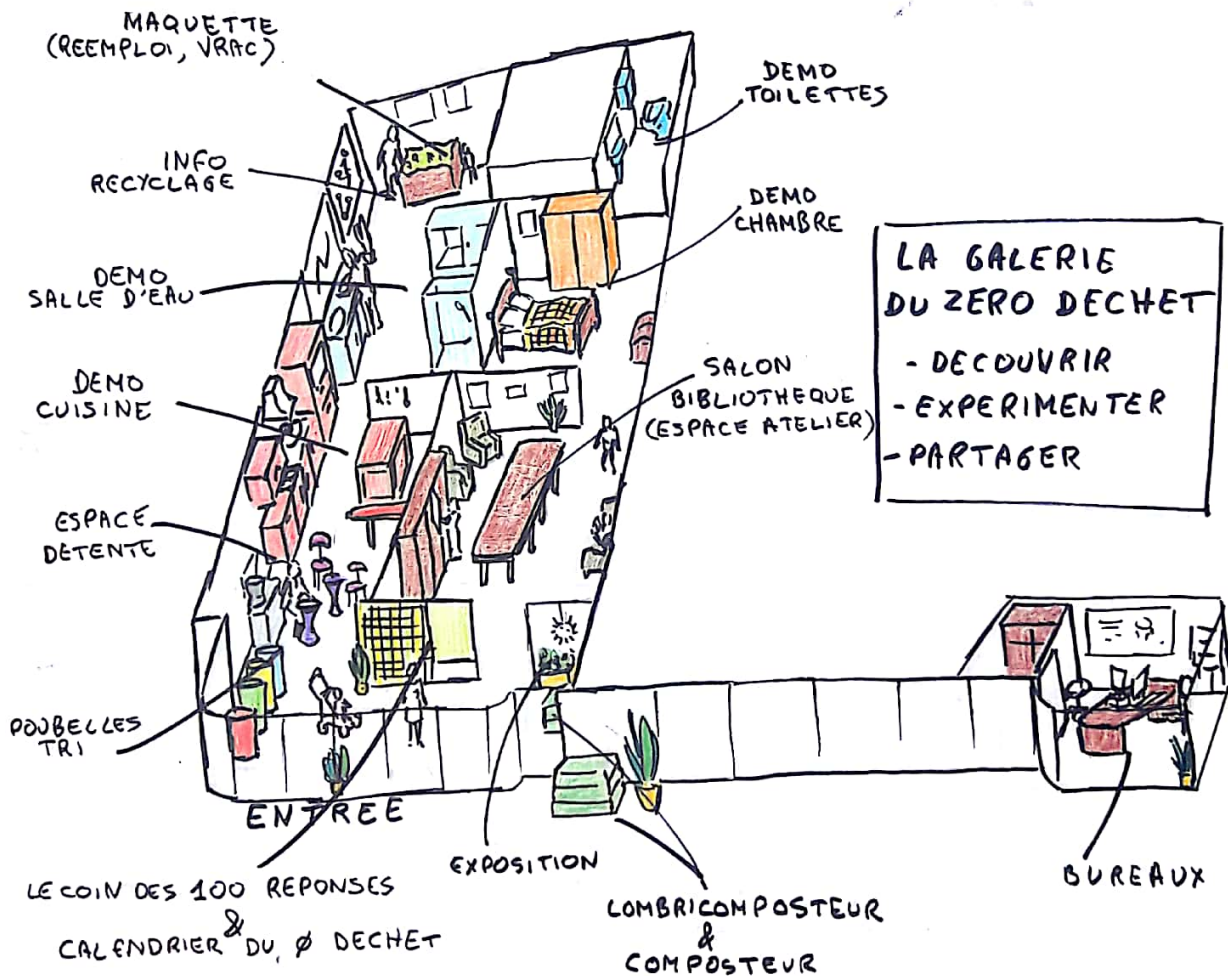 MAQUETTE
(REEMPLOI, VRAC)
DEMO
TOILETTES
INFO
RECYCLAGE
DEMO
CHAMBRE
DEMO
SALLE D'EAU
LA GALERIE
DU ZERO DECHET
- DECOUVRIR
- EXPERIMENTER
- PARTAGER
DEMO
CUISINE
SALON
BIBLIOTHEQUE
(ESPACE ATELIER)
ESPACE
DETENTE
POUBELLES
TRI
ENTREE
LE COIN DES 100 REPONSES
&
CALENDRIER DU Ø DECHET
EXPOSITION
LOMBRICOMPOSTEUR
&
COMPOSTEUR
BUREAUX